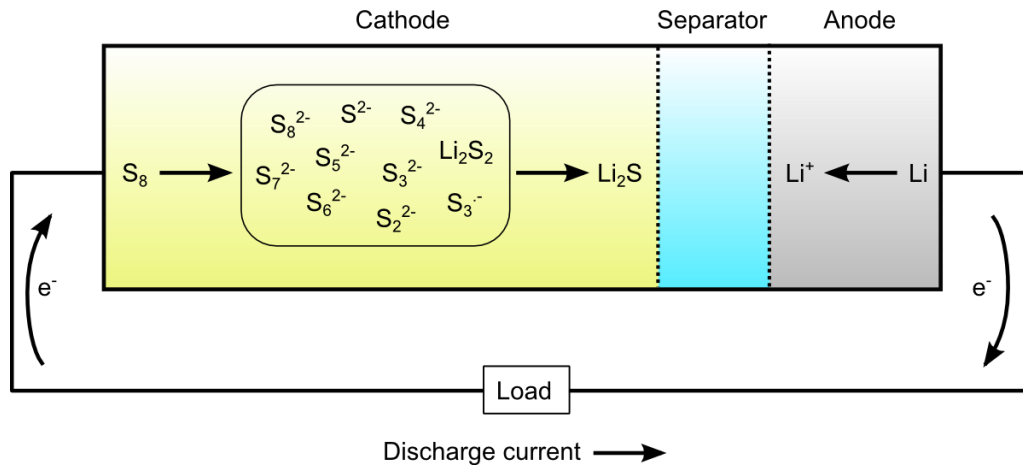 Cathode Separator Anode
S₈²⁻ S²⁻ S₄²⁻
S₅²⁻ Li₂S₂
S₈ S₇²⁻ S₃²⁻ Li₂S Li⁺ Li
S₆²⁻ S₂²⁻ S₃·⁻
e⁻ e⁻
Load
Discharge current